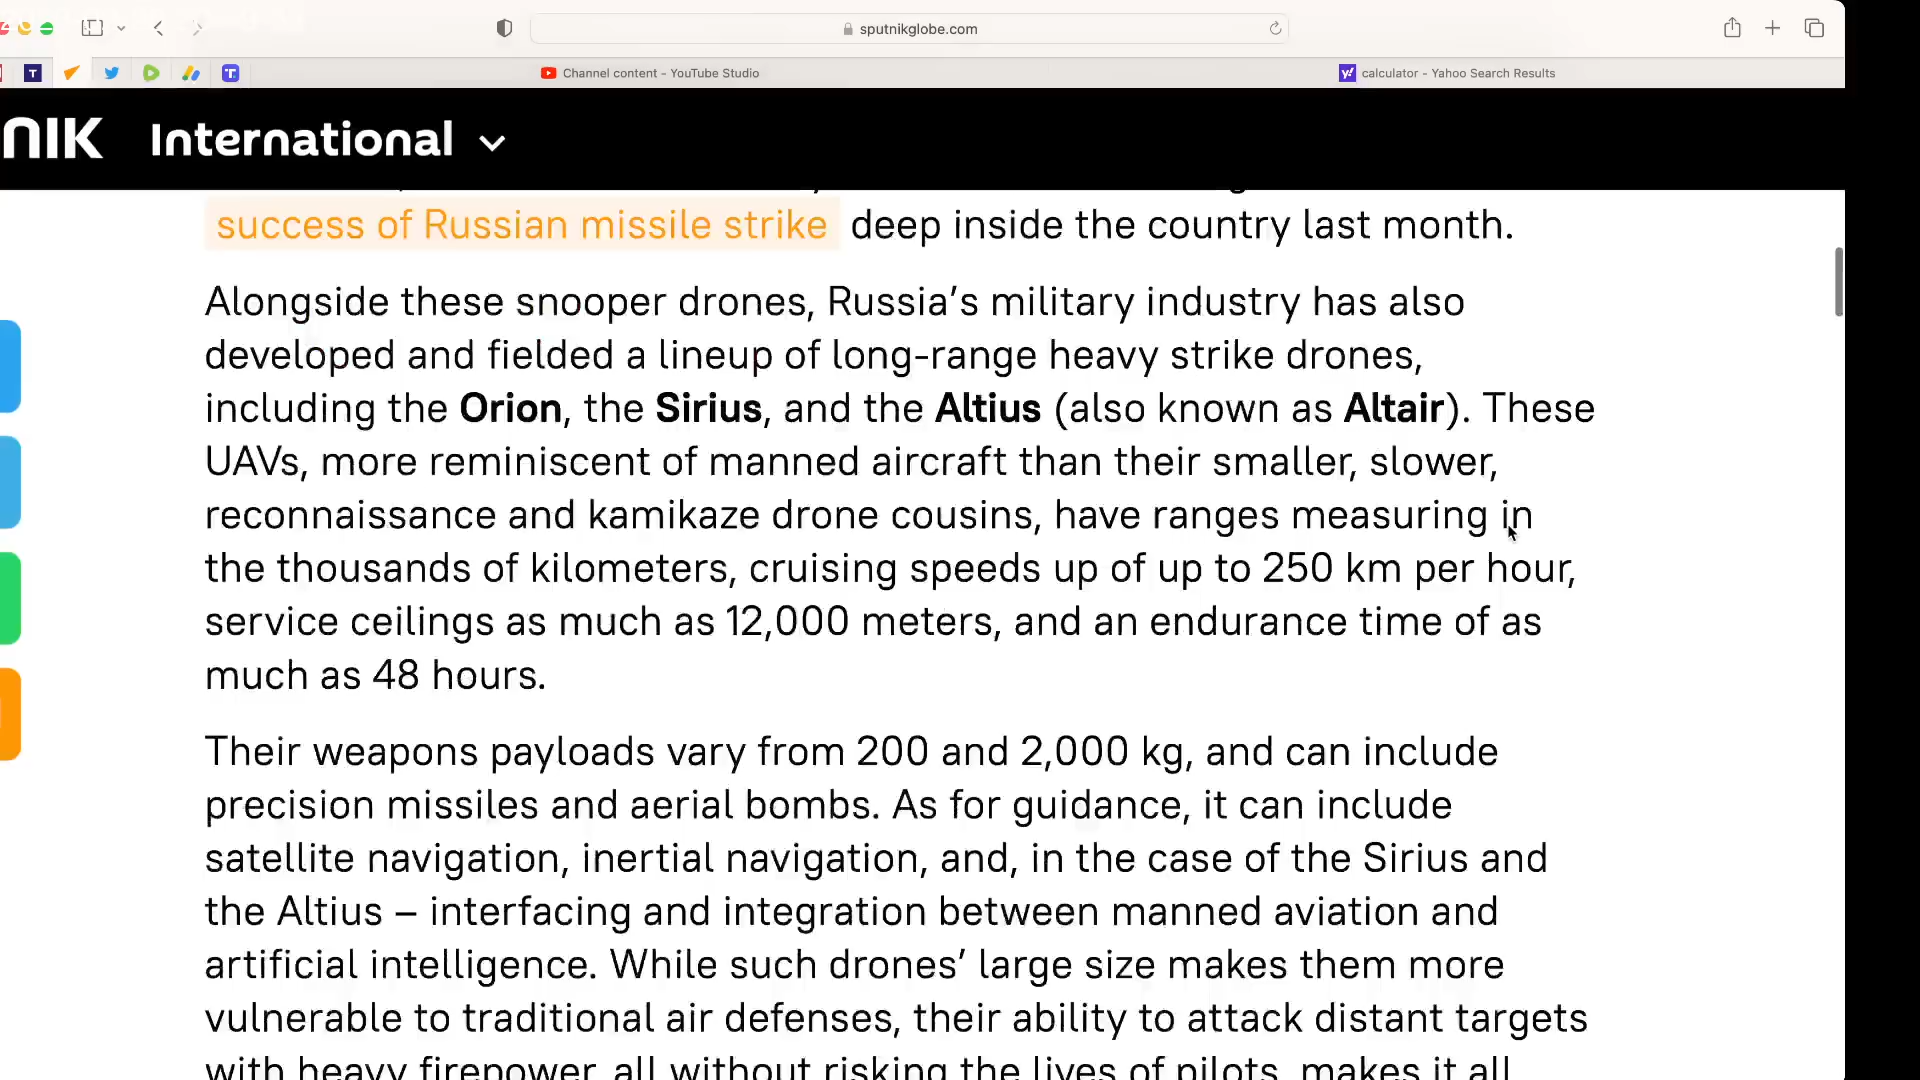 sputnikglobe.com
T
T
Channel content - YouTube Studio
y! calculator - Yahoo Search Results
NIK International
success of Russian missile strike deep inside the country last month.
Alongside these snooper drones, Russia’s military industry has also
developed and fielded a lineup of long-range heavy strike drones,
including the Orion, the Sirius, and the Altius (also known as Altair). These
UAVs, more reminiscent of manned aircraft than their smaller, slower,
reconnaissance and kamikaze drone cousins, have ranges measuring in
the thousands of kilometers, cruising speeds up of up to 250 km per hour,
service ceilings as much as 12,000 meters, and an endurance time of as
much as 48 hours.
Their weapons payloads vary from 200 and 2,000 kg, and can include
precision missiles and aerial bombs. As for guidance, it can include
satellite navigation, inertial navigation, and, in the case of the Sirius and
the Altius – interfacing and integration between manned aviation and
artificial intelligence. While such drones’ large size makes them more
vulnerable to traditional air defenses, their ability to attack distant targets
with heavy firepower, all without risking the lives of pilots, makes it all